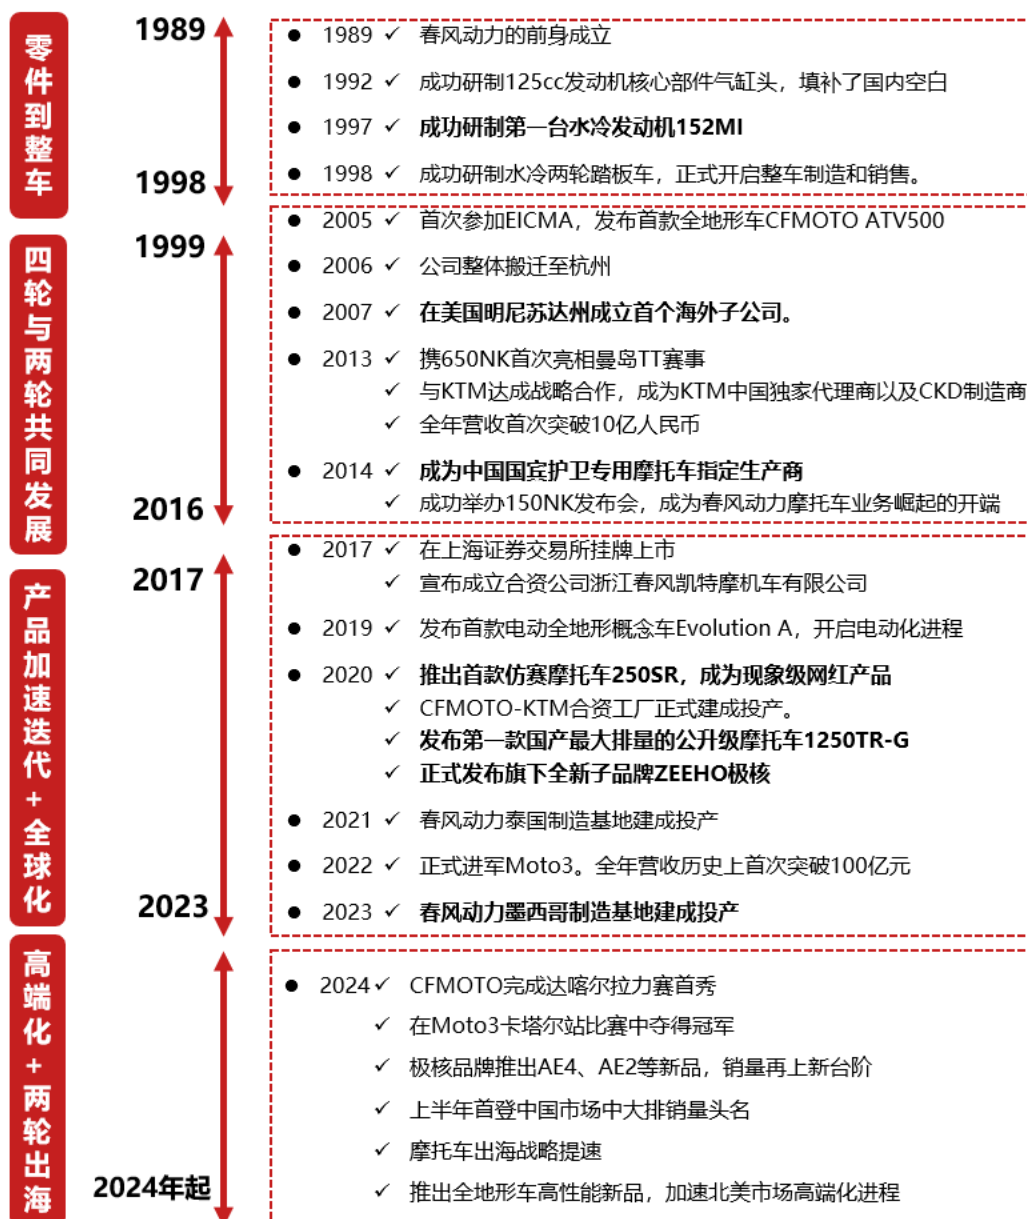 零件到整车
1989
1998
● 1989 ✓ 春风动力的前身成立
● 1992 ✓ 成功研制125cc发动机核心部件气缸头，填补了国内空白
● 1997 ✓ 成功研制第一台水冷发动机152MI
● 1998 ✓ 成功研制水冷两轮踏板车，正式开启整车制造和销售。
四轮与两轮共同发展
1999
2016
● 2005 ✓ 首次参加EICMA，发布首款全地形车CFMOTO ATV500
● 2006 ✓ 公司整体搬迁至杭州
● 2007 ✓ 在美国明尼苏达州成立首个海外子公司。
● 2013 ✓ 携650NK首次亮相曼岛TT赛事
✓ 与KTM达成战略合作，成为KTM中国独家代理商以及CKD制造商
✓ 全年营收首次突破10亿人民币
● 2014 ✓ 成为中国国宾护卫专用摩托车指定生产商
✓ 成功举办150NK发布会，成为春风动力摩托车业务崛起的开端
产品加速迭代+全球化
2017
2023
● 2017 ✓ 在上海证券交易所挂牌上市
✓ 宣布成立合资公司浙江春风凯特摩机车有限公司
● 2019 ✓ 发布首款电动全地形概念车Evolution A，开启电动化进程
● 2020 ✓ 推出首款仿赛摩托车250SR，成为现象级网红产品
✓ CFMOTO-KTM合资工厂正式建成投产。
✓ 发布第一款国产最大排量的公升级摩托车1250TR-G
✓ 正式发布旗下全新子品牌ZEEHO极核
● 2021 ✓ 春风动力泰国制造基地建成投产
● 2022 ✓ 正式进军Moto3。全年营收历史上首次突破100亿元
● 2023 ✓ 春风动力墨西哥制造基地建成投产
高端化+两轮出海
2024年起
● 2024 ✓ CFMOTO完成达喀尔拉力赛首秀
✓ 在Moto3卡塔尔站比赛中夺得冠军
✓ 极核品牌推出AE4、AE2等新品，销量再上新台阶
✓ 上半年首登中国市场中大排销量头名
✓ 摩托车出海战略提速
✓ 推出全地形车高性能新品，加速北美市场高端化进程